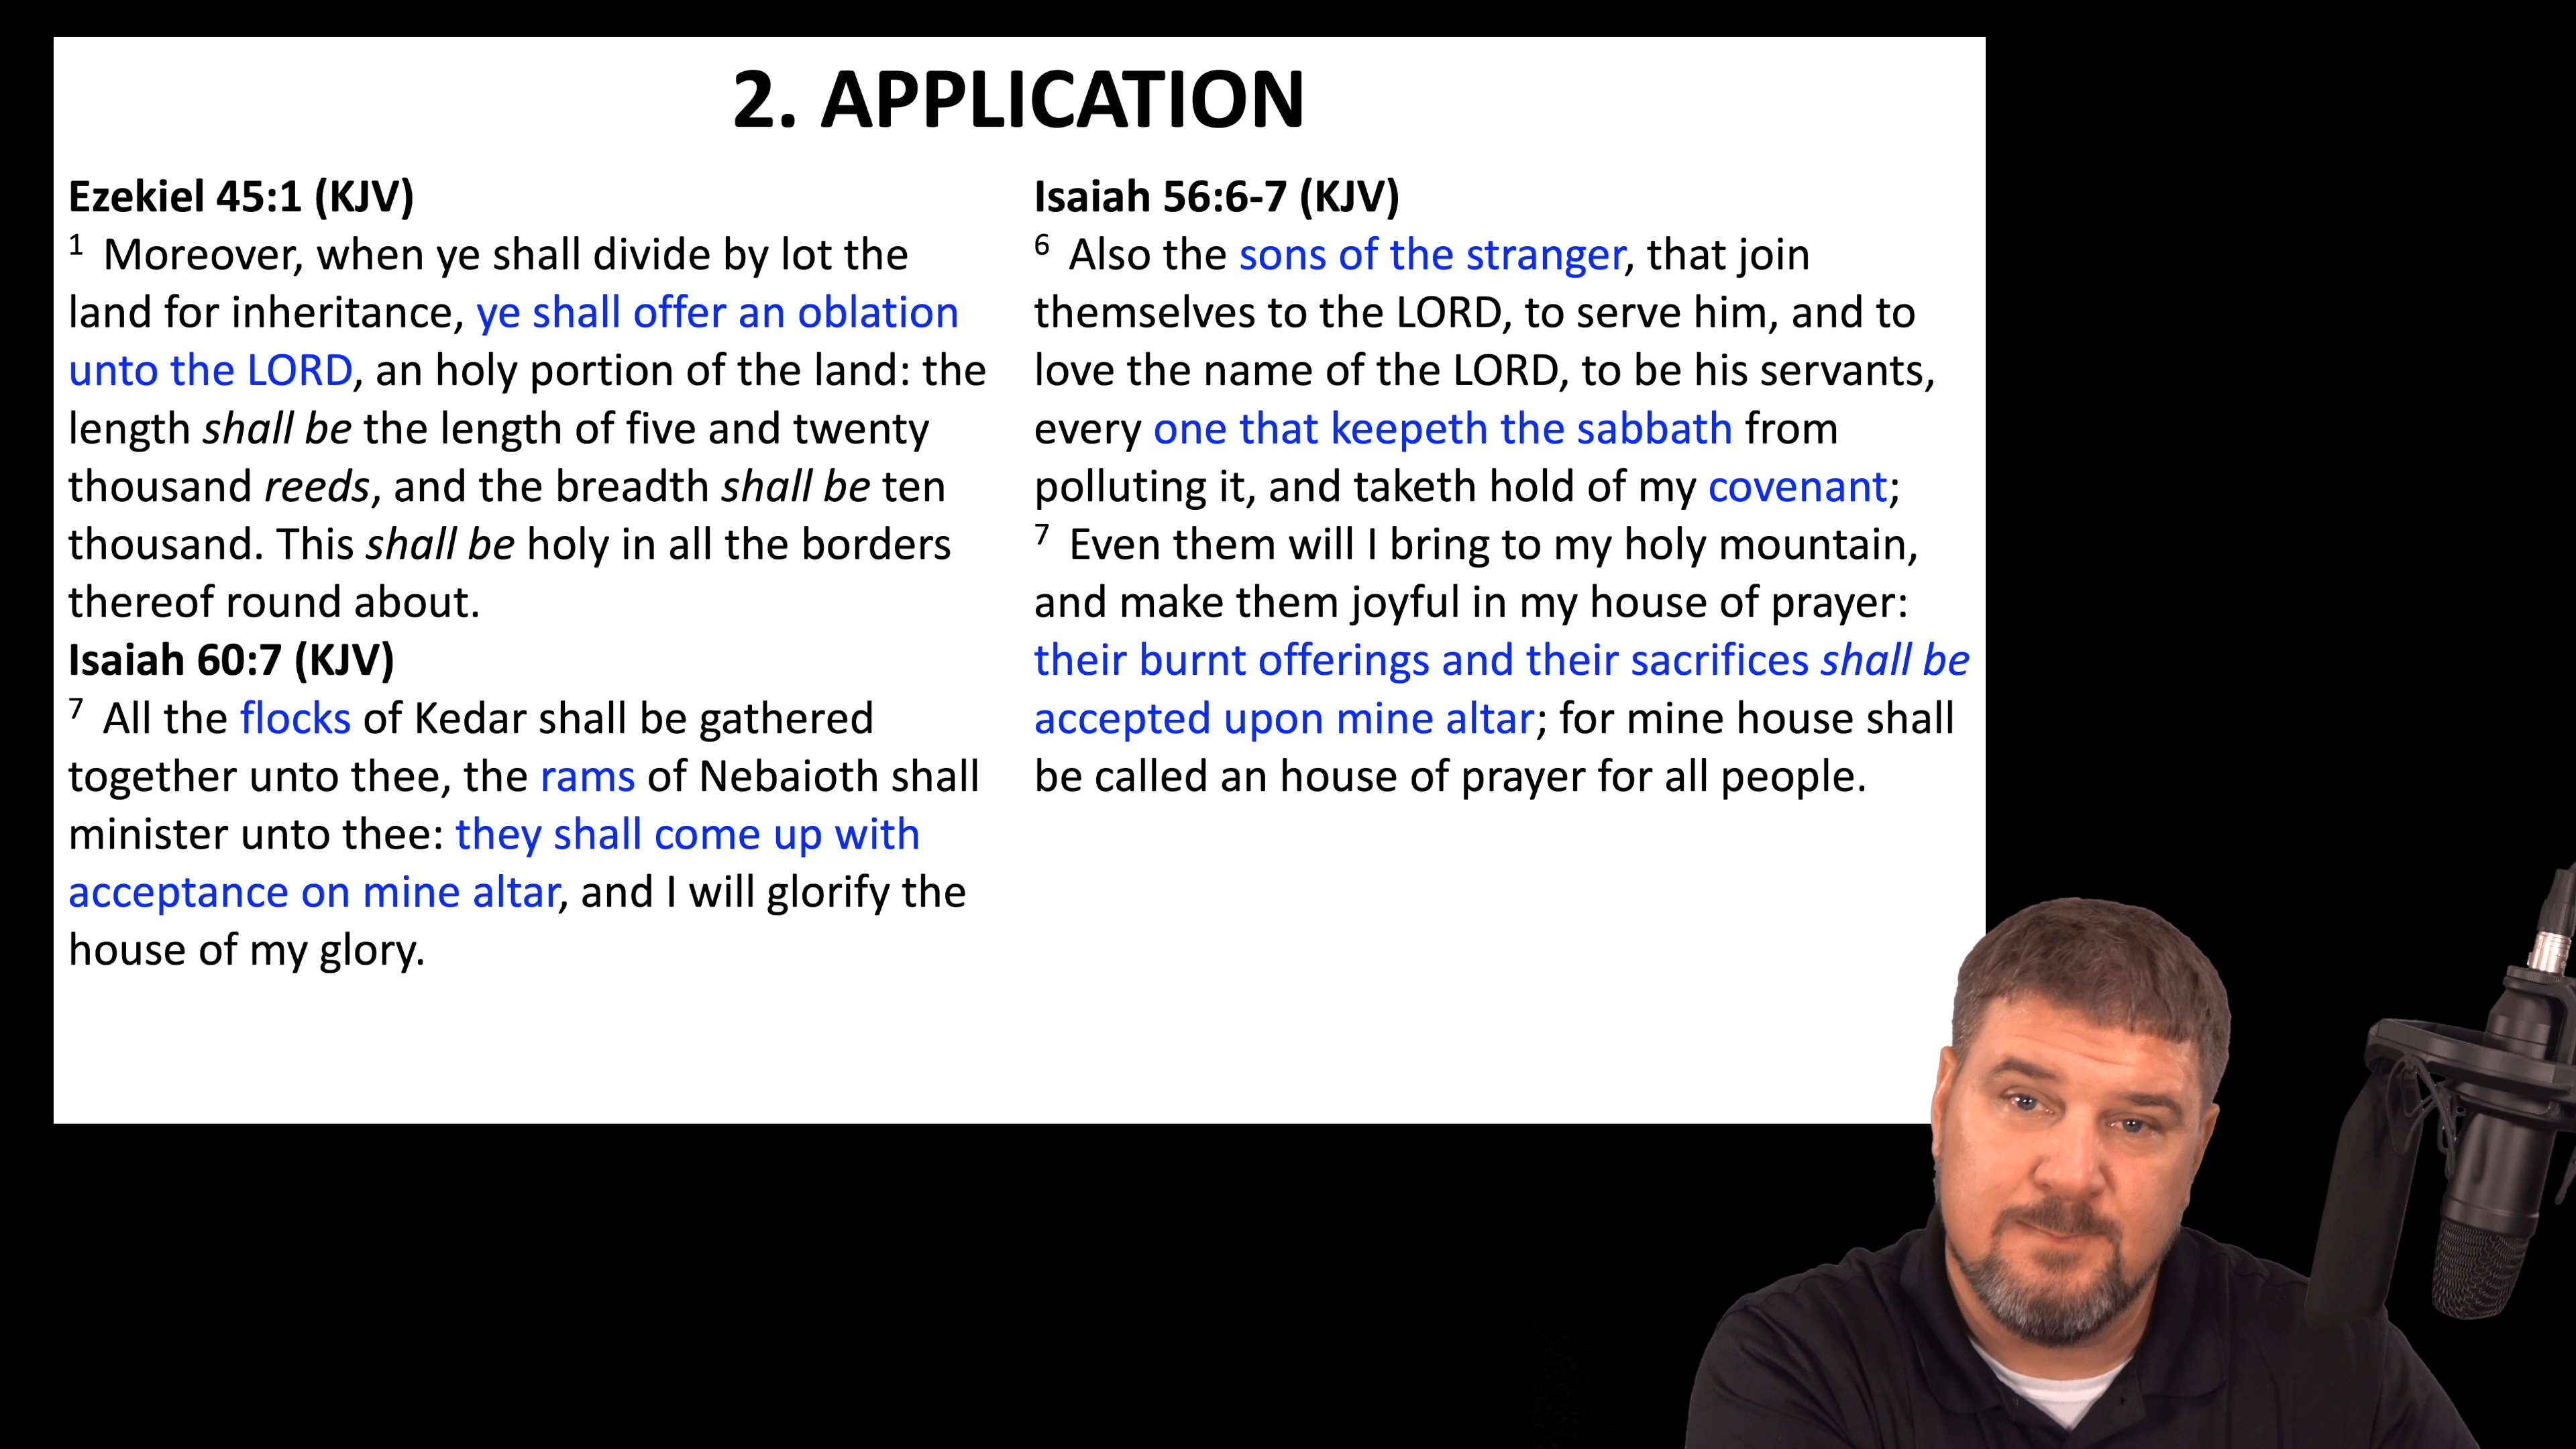 2. APPLICATION
Ezekiel 45:1 (KJV)
1 Moreover, when ye shall divide by lot the
land for inheritance, ye shall offer an oblation
unto the LORD, an holy portion of the land: the
length shall be the length of five and twenty
thousand reeds, and the breadth shall be ten
thousand. This shall be holy in all the borders
thereof round about.
Isaiah 60:7 (KJV)
7 All the flocks of Kedar shall be gathered
together unto thee, the rams of Nebaioth shall
minister unto thee: they shall come up with
acceptance on mine altar, and I will glorify the
house of my glory.
Isaiah 56:6-7 (KJV)
6 Also the sons of the stranger, that join
themselves to the LORD, to serve him, and to
love the name of the LORD, to be his servants,
every one that keepeth the sabbath from
polluting it, and taketh hold of my covenant;
7 Even them will I bring to my holy mountain,
and make them joyful in my house of prayer:
their burnt offerings and their sacrifices shall be
accepted upon mine altar; for mine house shall
be called an house of prayer for all people.